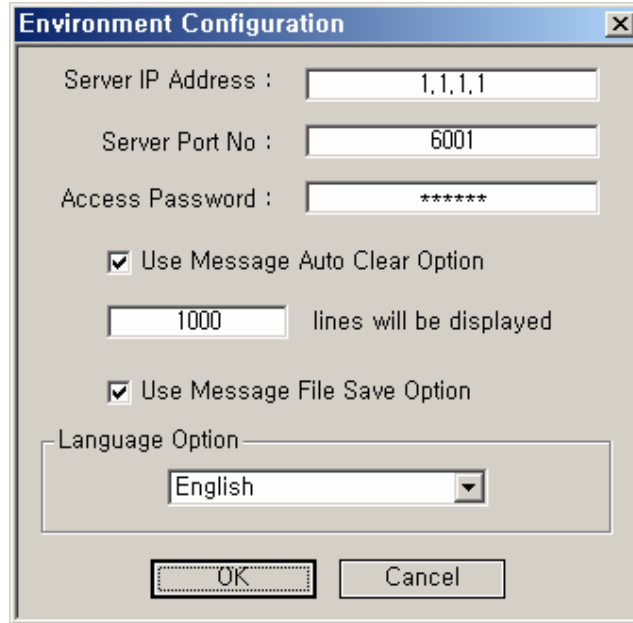 Environment Configuration
Server IP Address : 1,1,1,1
Server Port No : 6001
Access Password : ******
Use Message Auto Clear Option
1000 lines will be displayed
Use Message File Save Option
Language Option
English
OK Cancel